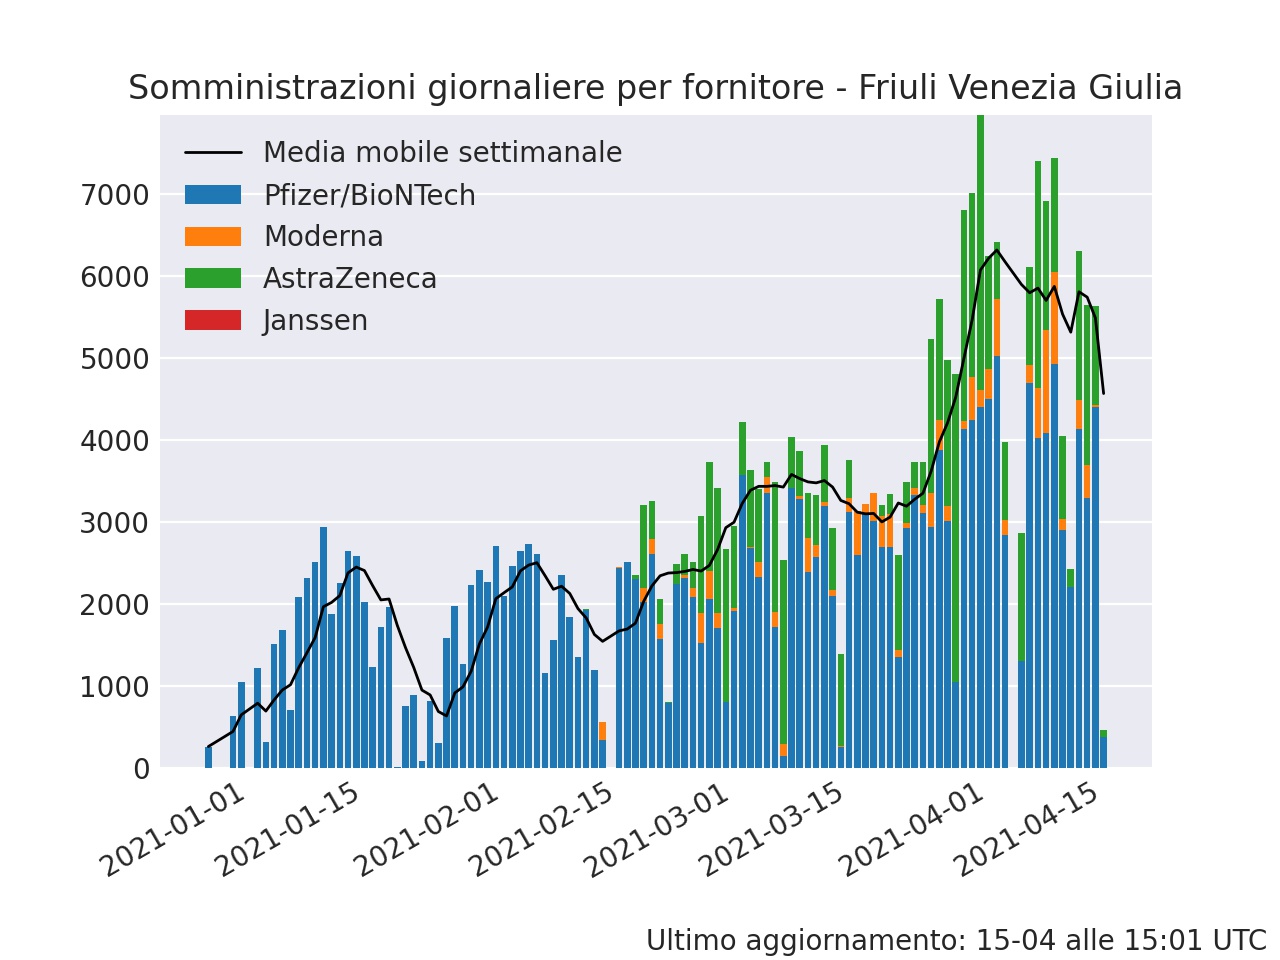 Somministrazioni giornaliere per fornitore - Friuli Venezia Giulia
Media mobile settimanale
Pfizer/BioNTech
Moderna
AstraZeneca
Janssen
7000
6000
5000
4000
3000
2000
1000
0
2021-01-01
2021-01-15
2021-02-01
2021-02-15
2021-03-01
2021-03-15
2021-04-01
2021-04-15
Ultimo aggiornamento: 15-04 alle 15:01 UTC